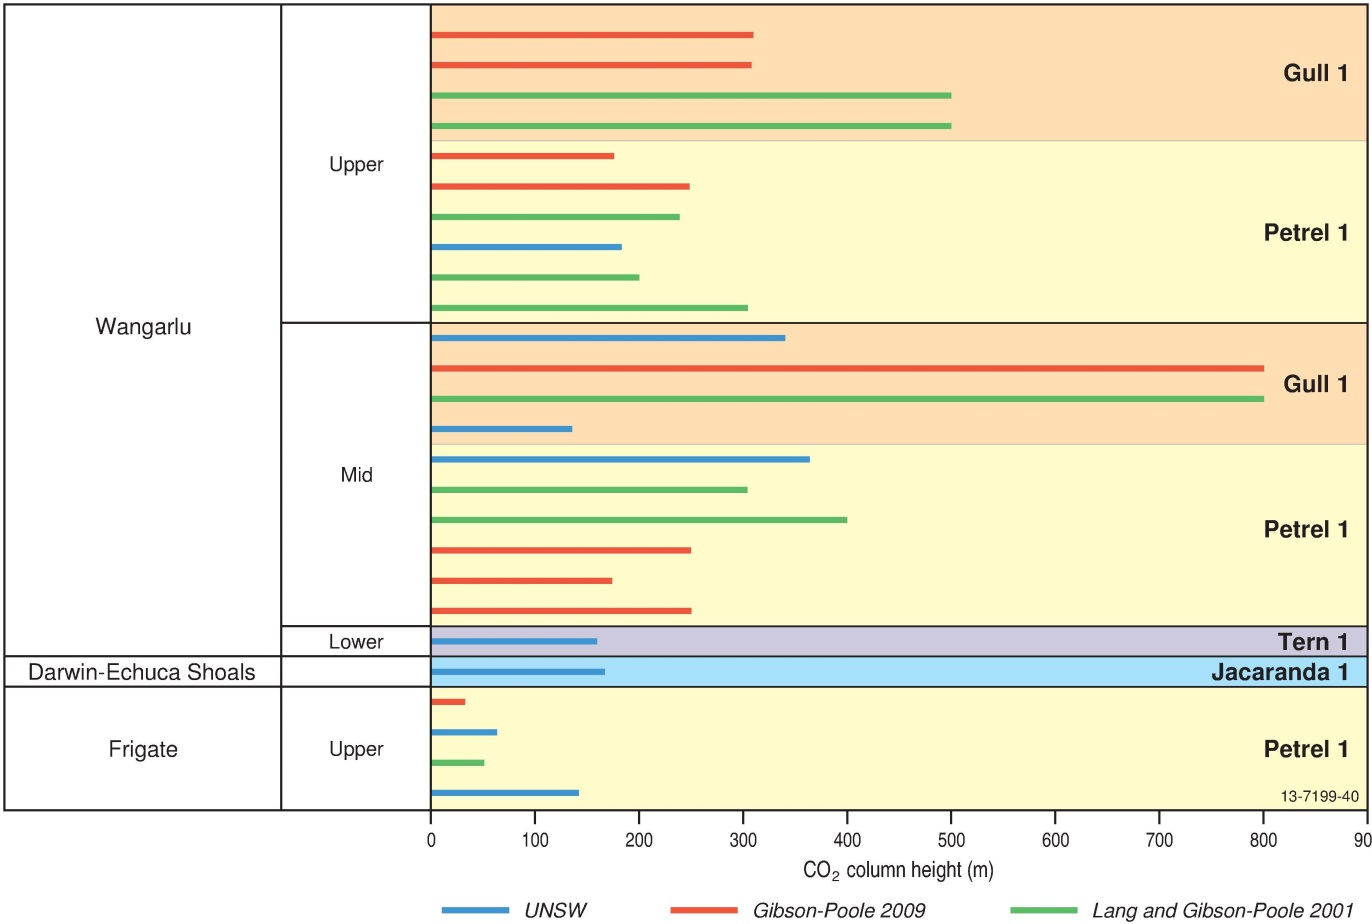 Gull 1
Upper
Petrel 1
Wangarlu
Gull 1
Mid
Petrel 1
Lower
Tern 1
Darwin-Echuca Shoals
Jacaranda 1
Frigate
Upper
Petrel 1
13-7199-40
0 100 200 300 400 500 600 700 800 90
CO₂ column height (m)
UNSW Gibson-Poole 2009 Lang and Gibson-Poole 2001